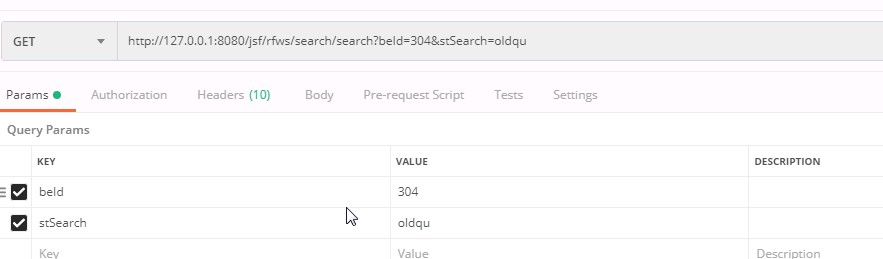 GET http://127.0.0.1:8080/jsf/rfws/search/search?beId=304&stSearch=oldqu
Params Authorization Headers (10) Body Pre-request Script Tests Settings
Query Params
KEY VALUE DESCRIPTION
beId 304
stSearch oldqu
Key Value Description